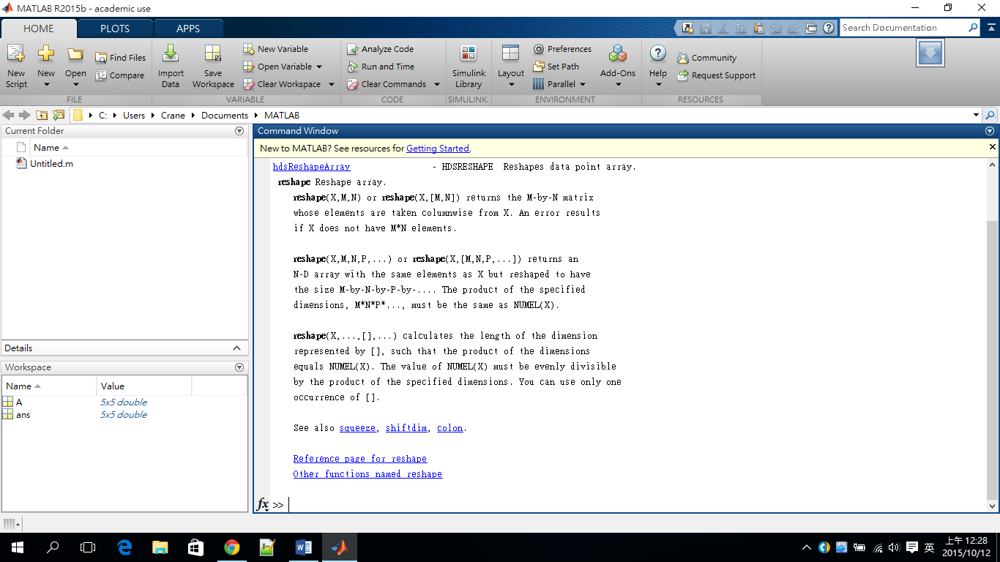 MATLAB R2015b - academic use
HOME PLOTS APPS
Search Documentation
New Script
New
Open
Find Files
Compare
FILE
Import Data
Save Workspace
New Variable
Open Variable
Clear Workspace
VARIABLE
Analyze Code
Run and Time
Clear Commands
CODE
Simulink Library
SIMULINK
Layout
Preferences
Set Path
Parallel
Add-Ons
ENVIRONMENT
Help
Community
Request Support
RESOURCES
C: Users Crane Documents MATLAB
Current Folder
Name
Untitled.m
Details
Workspace
Name Value
A 5x5 double
ans 5x5 double
Command Window
New to MATLAB? See resources for Getting Started.
hdsReshapeArray - HDSRESHAPE Reshapes data point array.
reshape Reshape array.
reshape(X,M,N) or reshape(X,[M,N]) returns the M-by-N matrix
whose elements are taken columnwise from X. An error results
if X does not have M*N elements.
reshape(X,M,N,P,...) or reshape(X,[M,N,P,...]) returns an
N-D array with the same elements as X but reshaped to have
the size M-by-N-by-P-by-.... The product of the specified
dimensions, M*N*P*..., must be the same as NUMEL(X).
reshape(X,...,[],...) calculates the length of the dimension
represented by [], such that the product of the dimensions
equals NUMEL(X). The value of NUMEL(X) must be evenly divisible
by the product of the specified dimensions. You can use only one
occurrence of [].
See also squeeze, shiftdim, colon.
Reference page for reshape
Other functions named reshape
fx >>
英
上午 12:28
2015/10/12